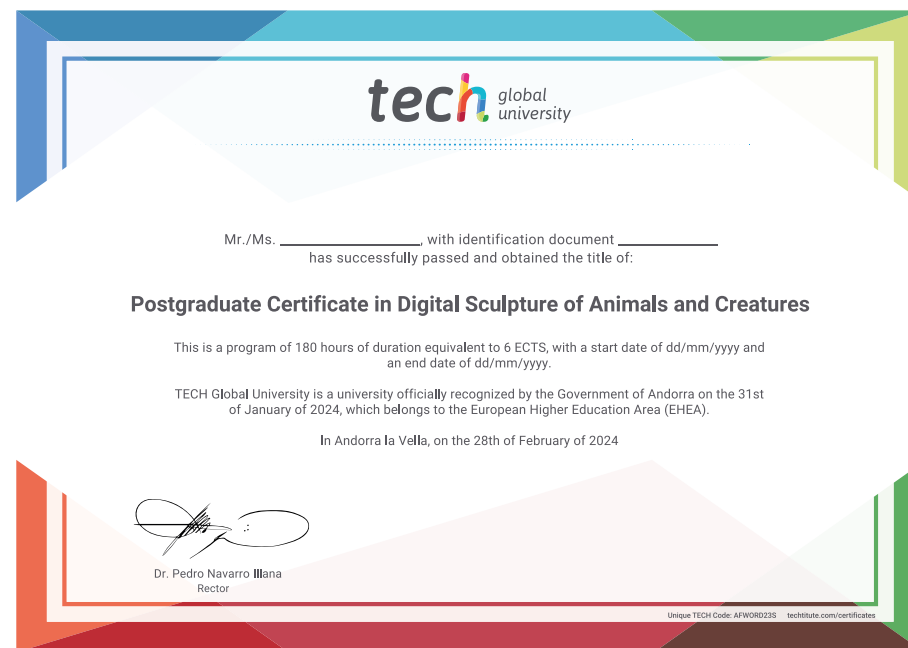 tech global university
Mr./Ms. ____________________, with identification document ______________
has successfully passed and obtained the title of:
Postgraduate Certificate in Digital Sculpture of Animals and Creatures
This is a program of 180 hours of duration equivalent to 6 ECTS, with a start date of dd/mm/yyyy and
an end date of dd/mm/yyyy.
TECH Global University is a university officially recognized by the Government of Andorra on the 31st
of January of 2024, which belongs to the European Higher Education Area (EHEA).
In Andorra la Vella, on the 28th of February of 2024
Dr. Pedro Navarro Illana
Rector
Unique TECH Code: AFWORD23S techtitute.com/certificates